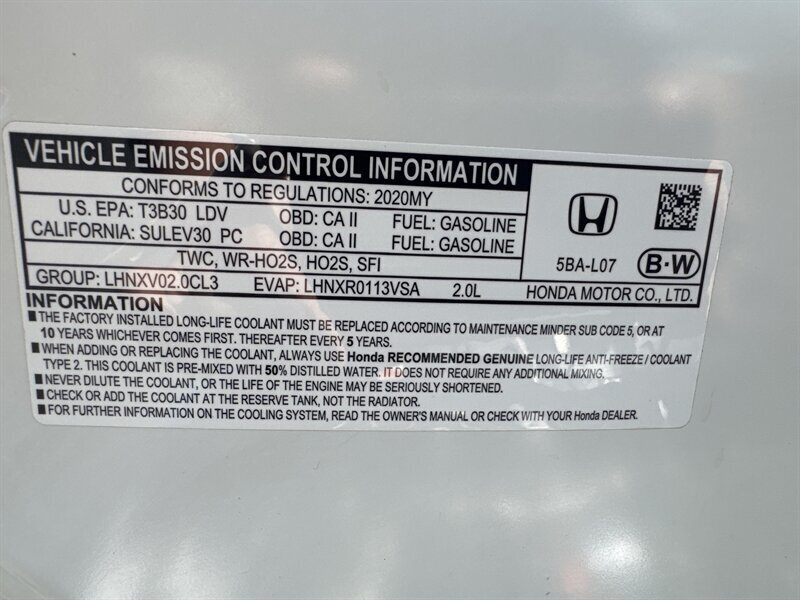 VEHICLE EMISSION CONTROL INFORMATION
CONFORMS TO REGULATIONS: 2020MY
U.S. EPA: T3B30 LDV OBD: CA II FUEL: GASOLINE
CALIFORNIA: SULEV30 PC OBD: CA II FUEL: GASOLINE
TWC, WR-HO2S, HO2S, SFI
GROUP: LHNXV02.0CL3 EVAP: LHNXR0113VSA 2.0L
5BA-L07
B·W
HONDA MOTOR CO., LTD.
INFORMATION
■THE FACTORY INSTALLED LONG-LIFE COOLANT MUST BE REPLACED ACCORDING TO MAINTENANCE MINDER SUB CODE 5, OR AT
10 YEARS WHICHEVER COMES FIRST. THEREAFTER EVERY 5 YEARS.
■WHEN ADDING OR REPLACING THE COOLANT, ALWAYS USE Honda RECOMMENDED GENUINE LONG-LIFE ANTI-FREEZE / COOLANT
TYPE 2. THIS COOLANT IS PRE-MIXED WITH 50% DISTILLED WATER. IT DOES NOT REQUIRE ANY ADDITIONAL MIXING.
■NEVER DILUTE THE COOLANT, OR THE LIFE OF THE ENGINE MAY BE SERIOUSLY SHORTENED.
■CHECK OR ADD THE COOLANT AT THE RESERVE TANK, NOT THE RADIATOR.
■FOR FURTHER INFORMATION ON THE COOLING SYSTEM, READ THE OWNER'S MANUAL OR CHECK WITH YOUR Honda DEALER.